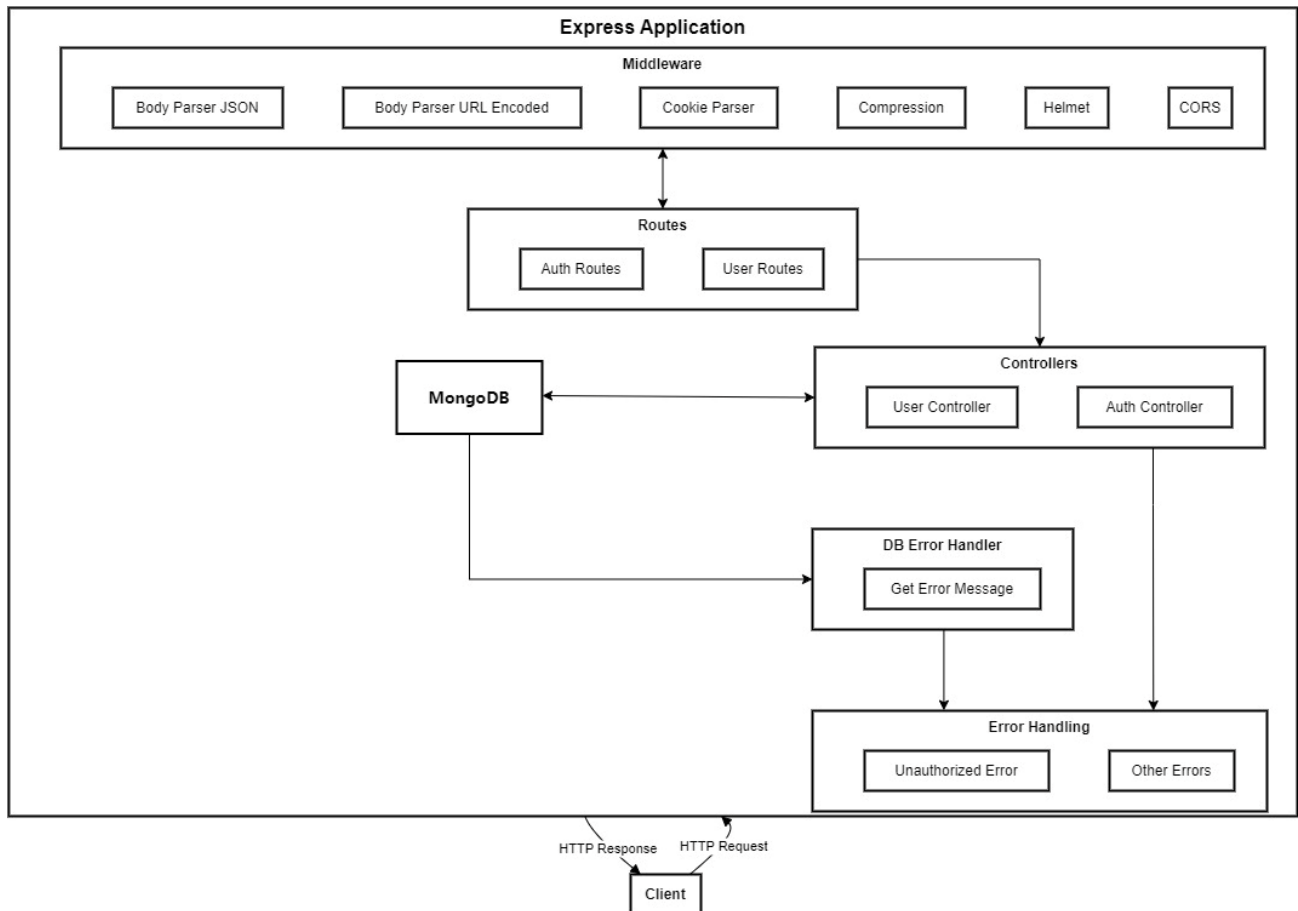 Express Application
Middleware
Body Parser JSON
Body Parser URL Encoded
Cookie Parser
Compression
Helmet
CORS
Routes
Auth Routes
User Routes
MongoDB
Controllers
User Controller
Auth Controller
DB Error Handler
Get Error Message
Error Handling
Unauthorized Error
Other Errors
HTTP Response
HTTP Request
Client